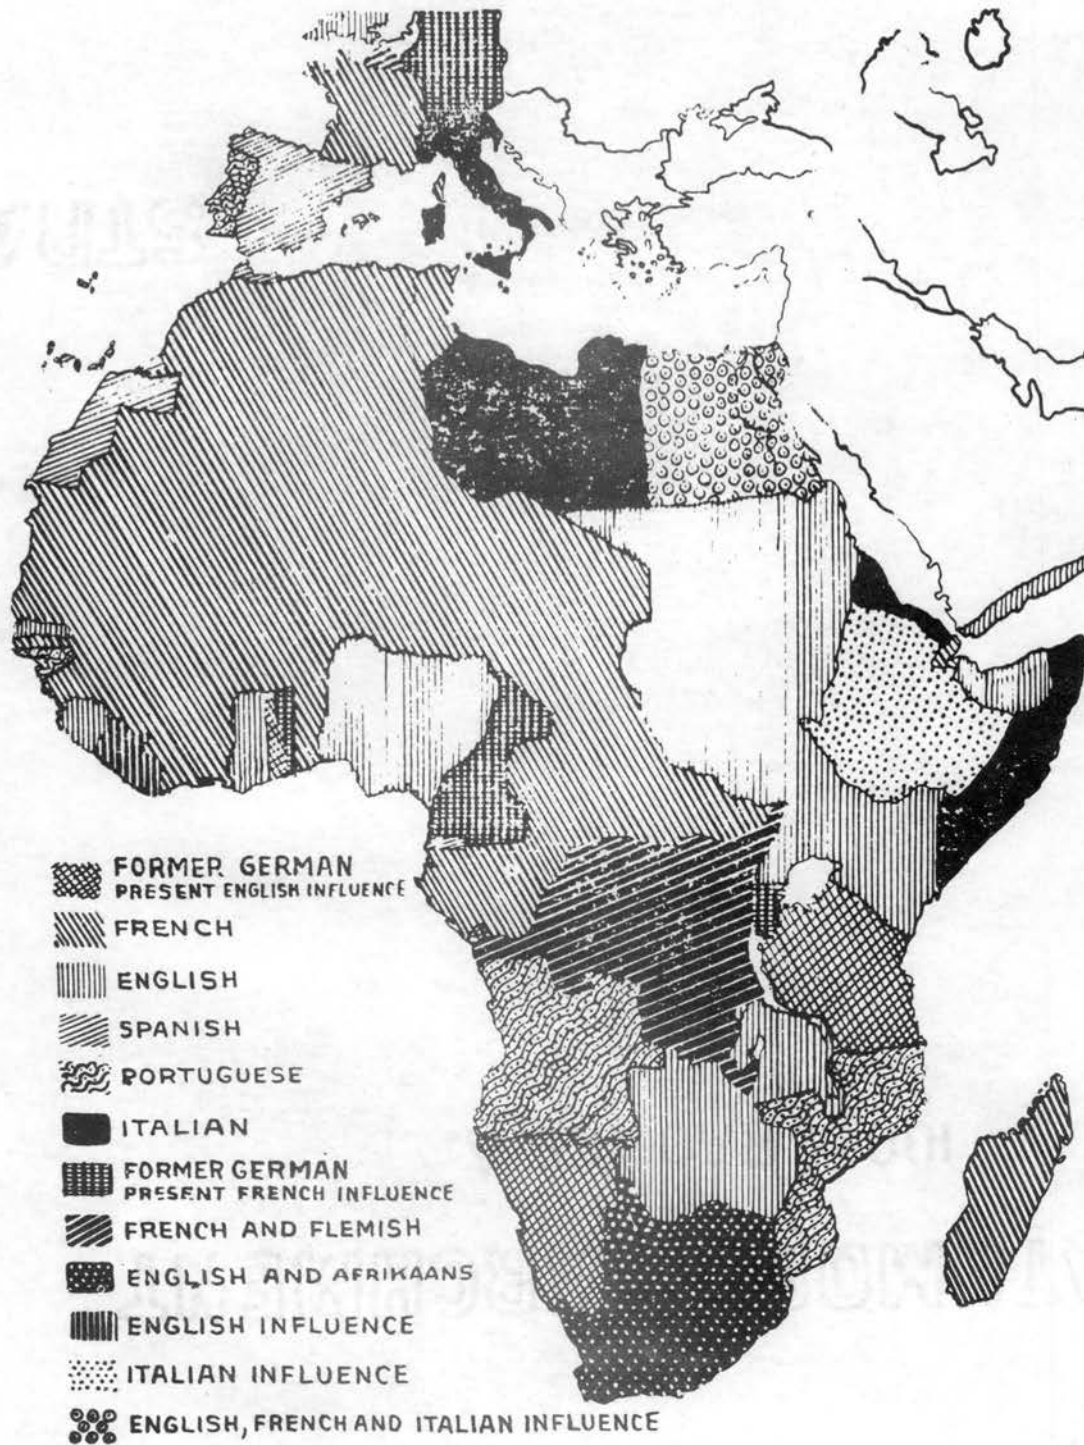 FORMER GERMAN
PRESENT ENGLISH INFLUENCE
FRENCH
ENGLISH
SPANISH
PORTUGUESE
ITALIAN
FORMER GERMAN
PRESENT FRENCH INFLUENCE
FRENCH AND FLEMISH
ENGLISH AND AFRIKAANS
ENGLISH INFLUENCE
ITALIAN INFLUENCE
ENGLISH, FRENCH AND ITALIAN INFLUENCE